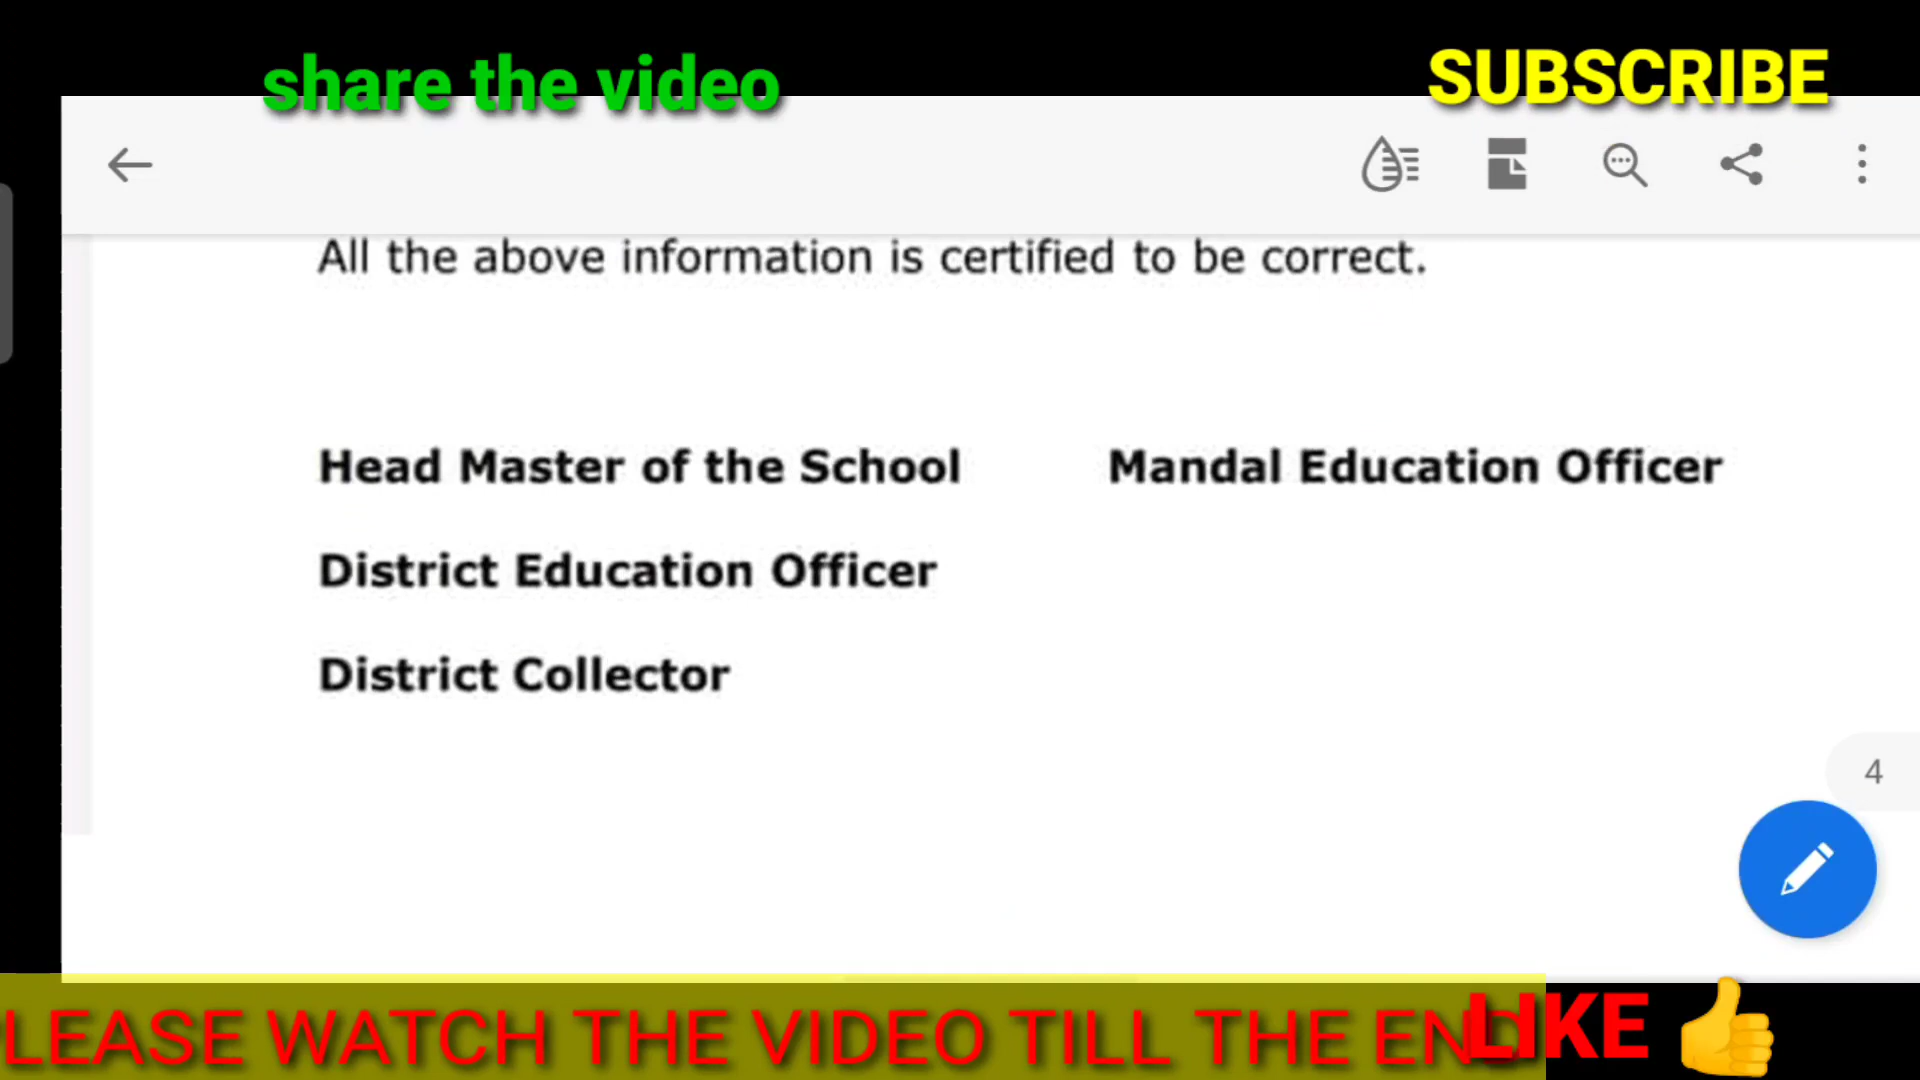 share the video
SUBSCRIBE
All the above information is certified to be correct.
Head Master of the School
Mandal Education Officer
District Education Officer
District Collector
4
LEASE WATCH THE VIDEO TILL THE END
LIKE